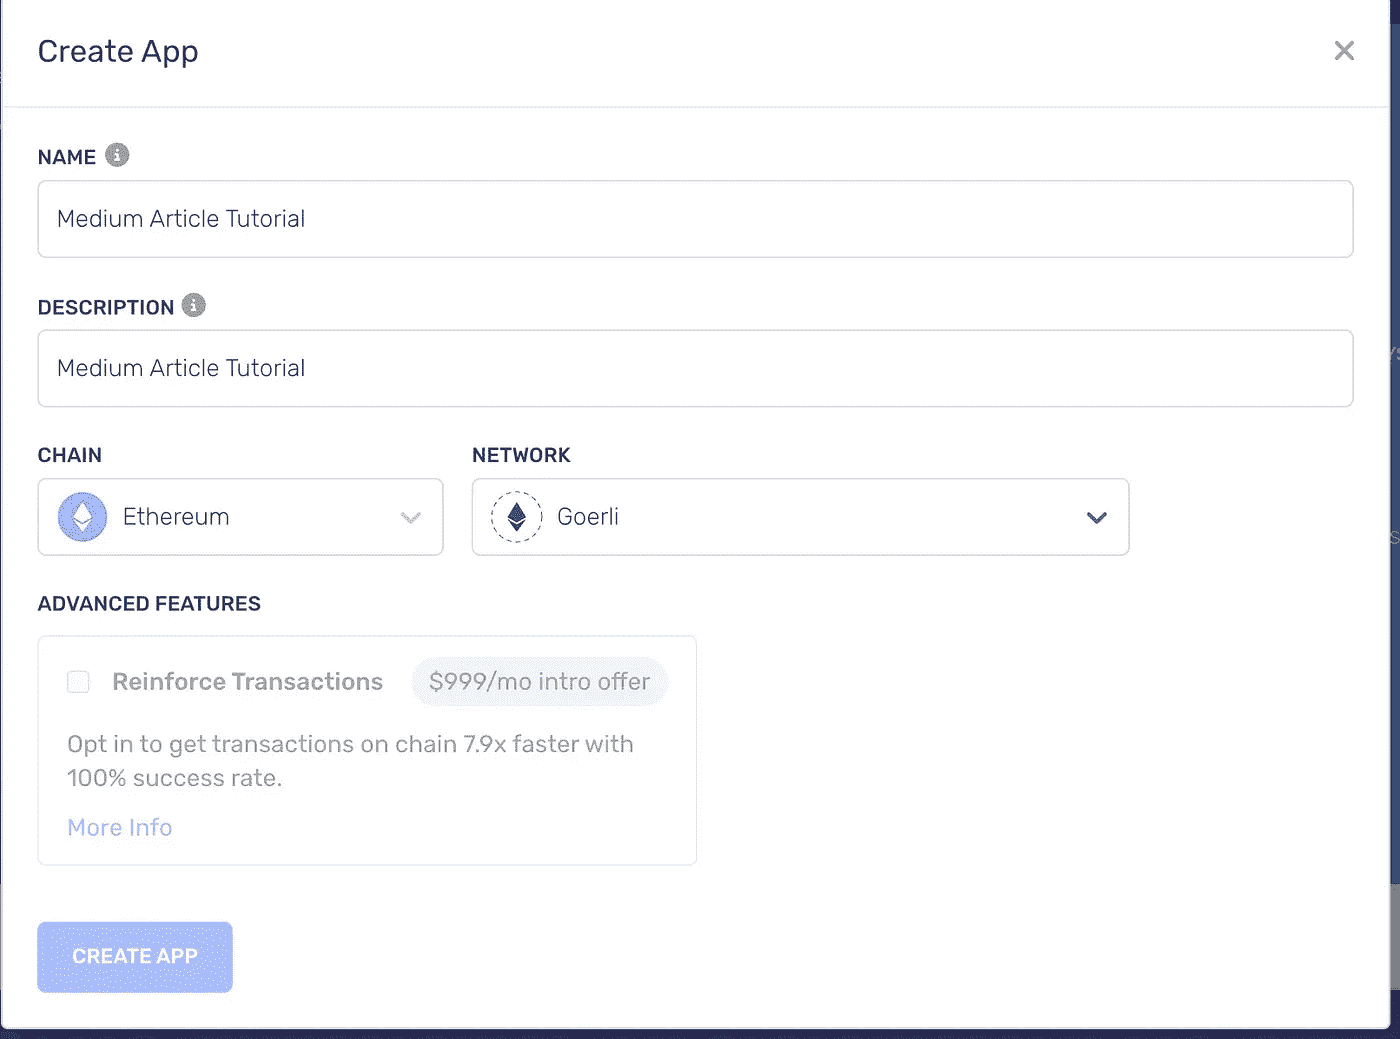 Create App
NAME
Medium Article Tutorial
DESCRIPTION
Medium Article Tutorial
CHAIN
NETWORK
Ethereum
Goerli
ADVANCED FEATURES
Reinforce Transactions $999/mo intro offer
Opt in to get transactions on chain 7.9x faster with
100% success rate.
More Info
CREATE APP